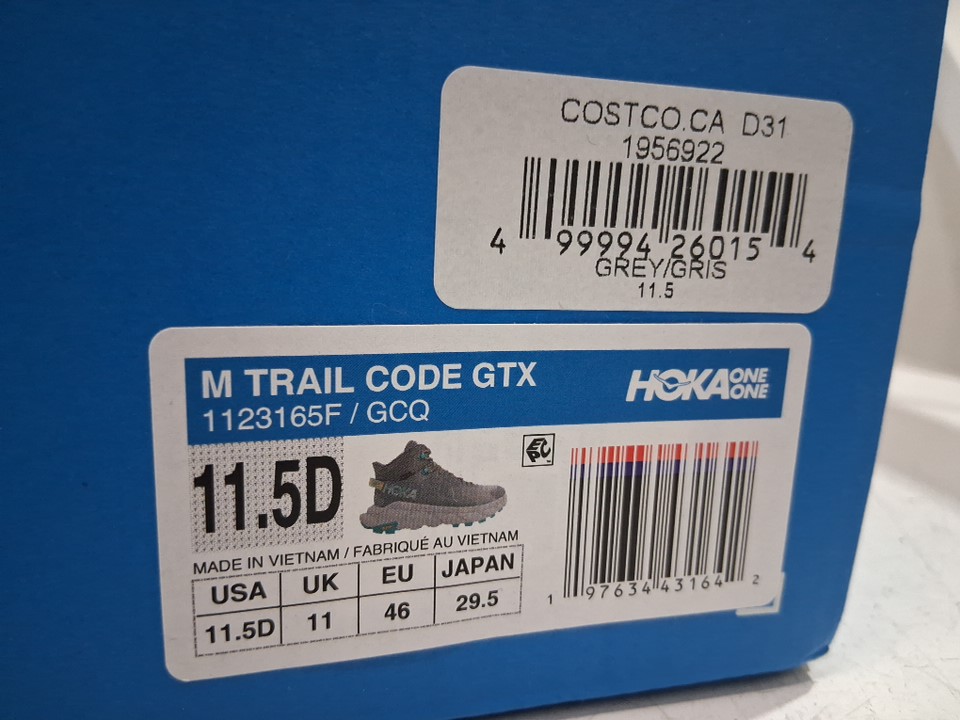 COSTCO.CA D31
1956922
4 99994 26015 4
GREY/GRIS
11.5
M TRAIL CODE GTX
1123165F / GCQ
HOKA ONE ONE
11.5D
HOKA
EPC
MADE IN VIETNAM / FABRIQUÉ AU VIETNAM
USA UK EU JAPAN
11.5D 11 46 29.5
1 97634 43164 2